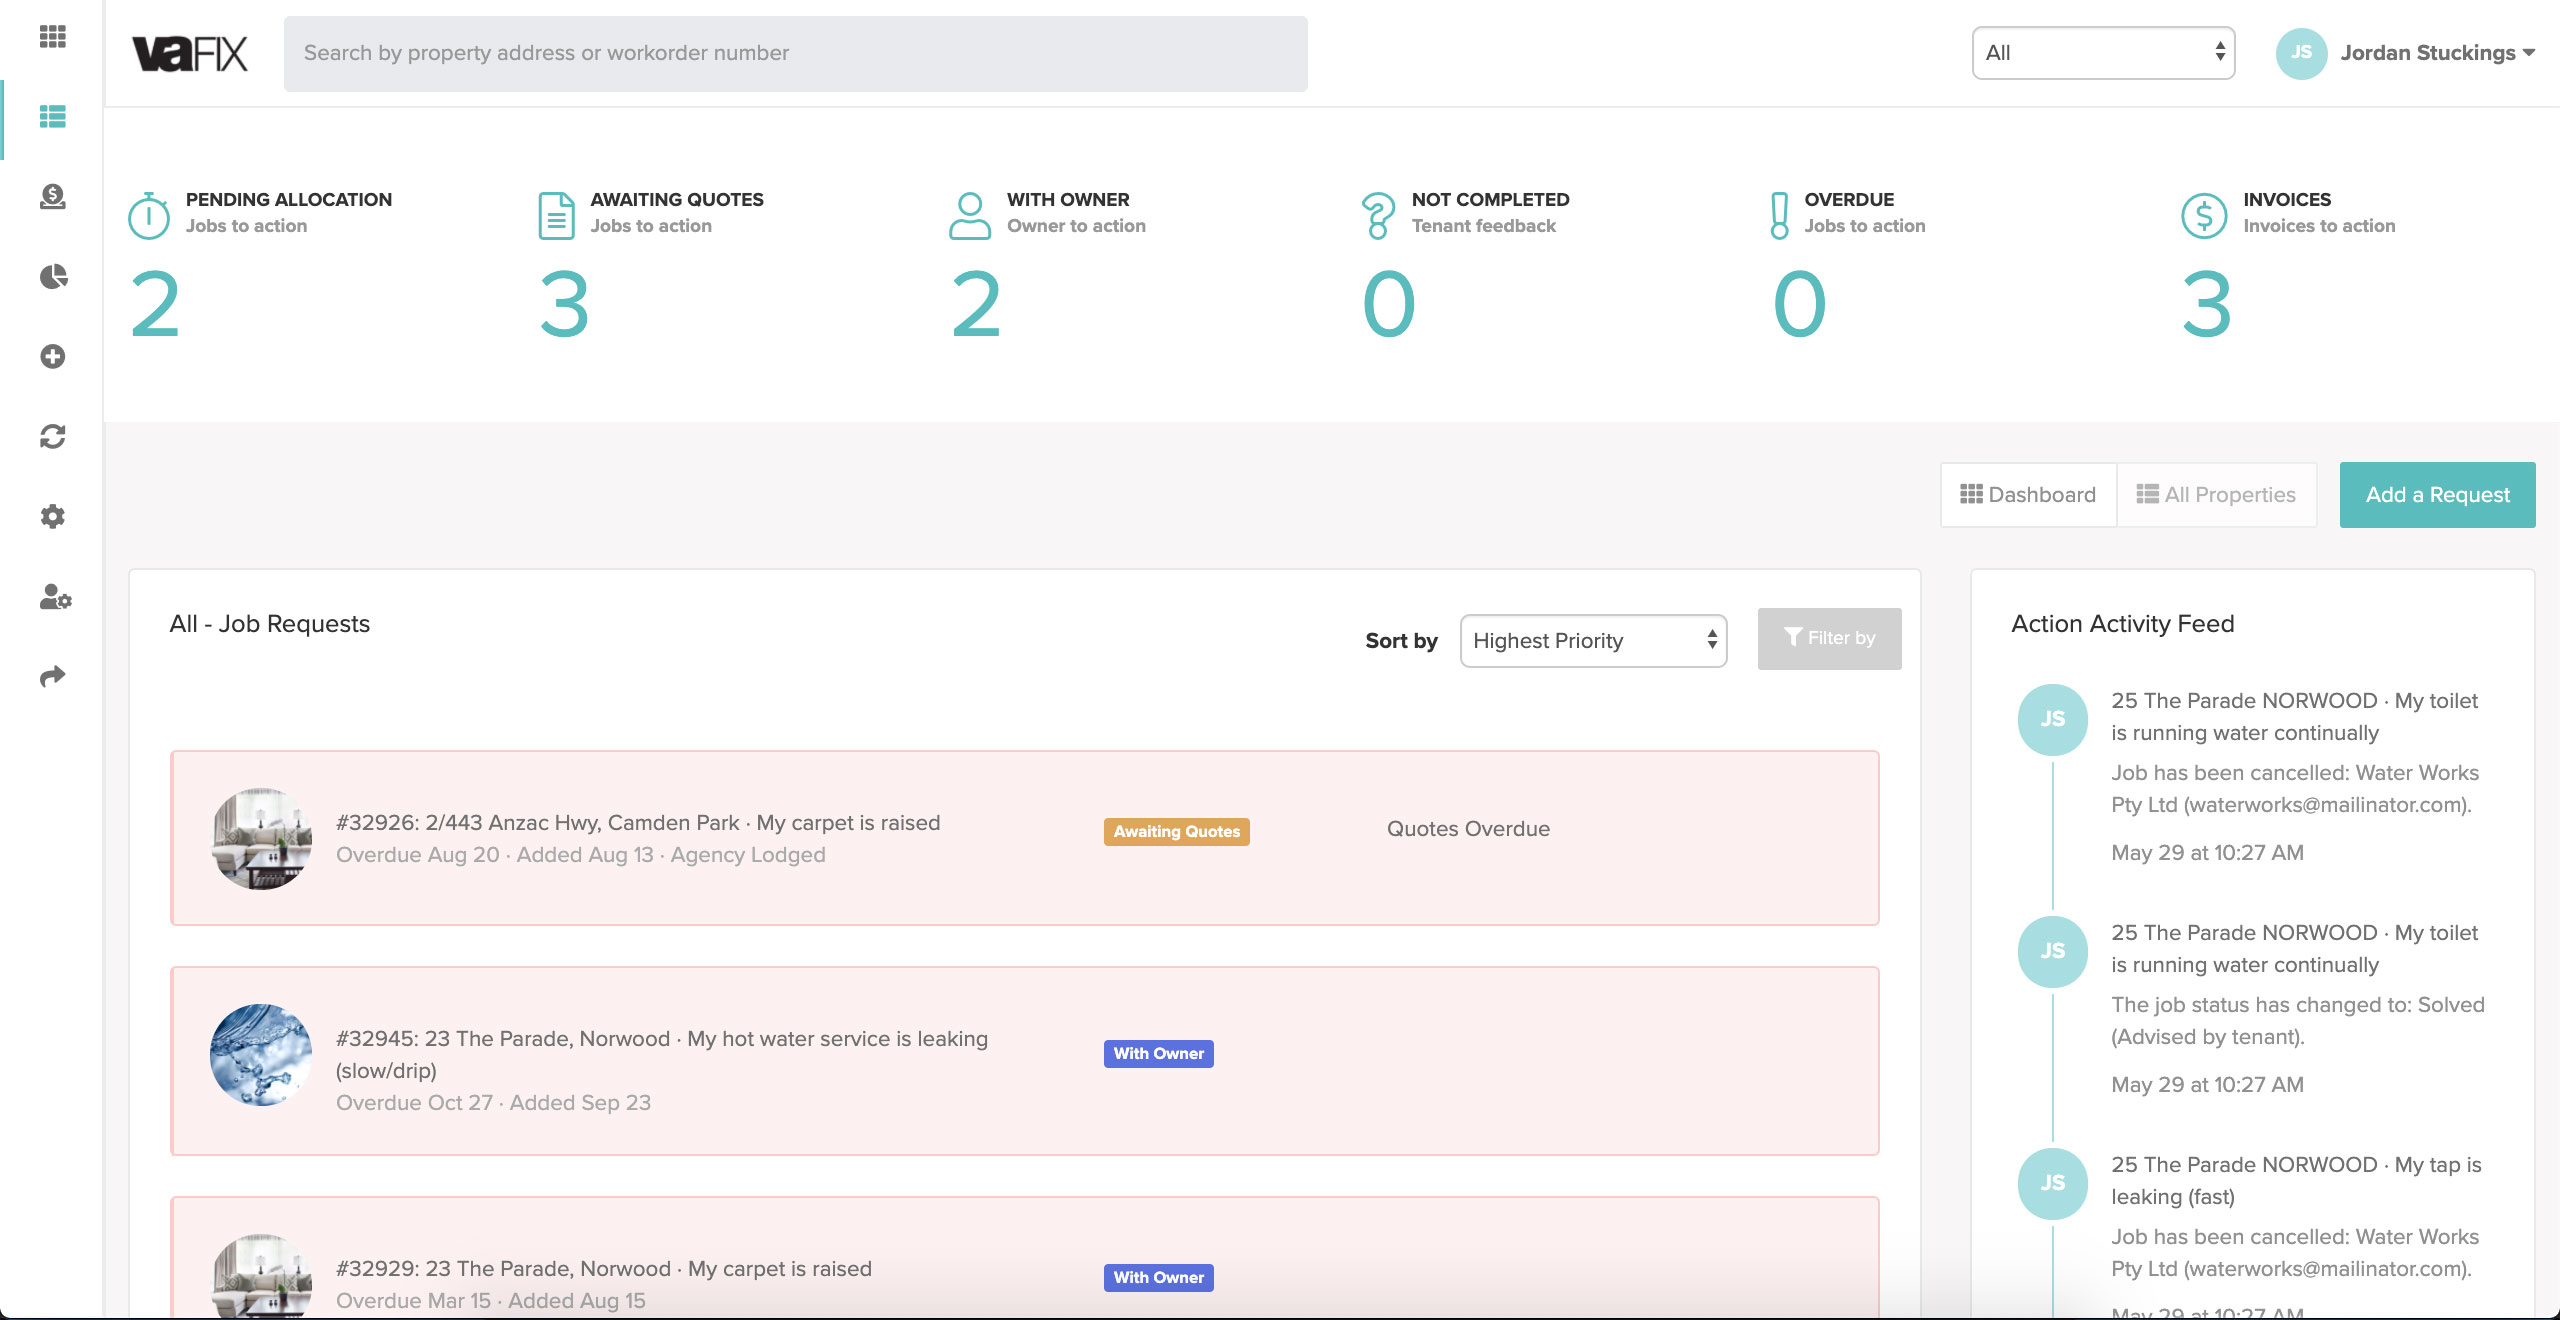 vaFIX
Search by property address or workorder number
All
JS
Jordan Stuckings
PENDING ALLOCATION
Jobs to action
2
AWAITING QUOTES
Jobs to action
3
WITH OWNER
Owner to action
2
NOT COMPLETED
Tenant feedback
0
OVERDUE
Jobs to action
0
INVOICES
Invoices to action
3
Dashboard
All Properties
Add a Request
All - Job Requests
Sort by
Highest Priority
Filter by
#32926: 2/443 Anzac Hwy, Camden Park · My carpet is raised
Overdue Aug 20 · Added Aug 13 · Agency Lodged
Awaiting Quotes
Quotes Overdue
#32945: 23 The Parade, Norwood · My hot water service is leaking
(slow/drip)
Overdue Oct 27 · Added Sep 23
With Owner
#32929: 23 The Parade, Norwood · My carpet is raised
Overdue Mar 15 · Added Aug 15
With Owner
Action Activity Feed
JS
25 The Parade NORWOOD · My toilet
is running water continually
Job has been cancelled: Water Works
Pty Ltd (waterworks@mailinator.com).
May 29 at 10:27 AM
JS
25 The Parade NORWOOD · My toilet
is running water continually
The job status has changed to: Solved
(Advised by tenant).
May 29 at 10:27 AM
JS
25 The Parade NORWOOD · My tap is
leaking (fast)
Job has been cancelled: Water Works
Pty Ltd (waterworks@mailinator.com).
May 29 at 10:27 AM